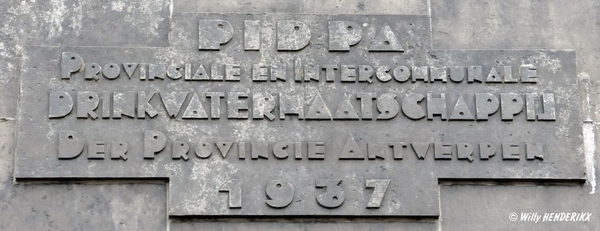 PIDPA
PROVINCIALE EN INTERCOMMUNALE
DRINKWATERMAATSCHAPPIJ
DER PROVINCIE ANTWERPEN
1937
© Willy HENDERIKX